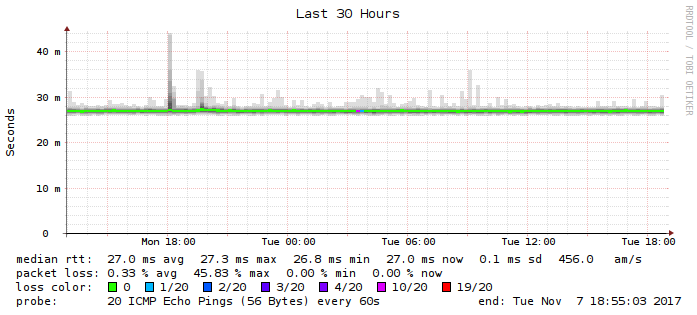 Last 30 Hours
RRDTOOL / TOBI OETIKER
Seconds
40 m
30 m
20 m
10 m
0
Mon 18:00 Tue 00:00 Tue 06:00 Tue 12:00 Tue 18:00
median rtt: 27.0 ms avg 27.3 ms max 26.8 ms min 27.0 ms now 0.1 ms sd 456.0 am/s
packet loss: 0.33 % avg 45.83 % max 0.00 % min 0.00 % now
loss color: 0 1/20 2/20 3/20 4/20 10/20 19/20
probe: 20 ICMP Echo Pings (56 Bytes) every 60s end: Tue Nov 7 18:55:03 2017